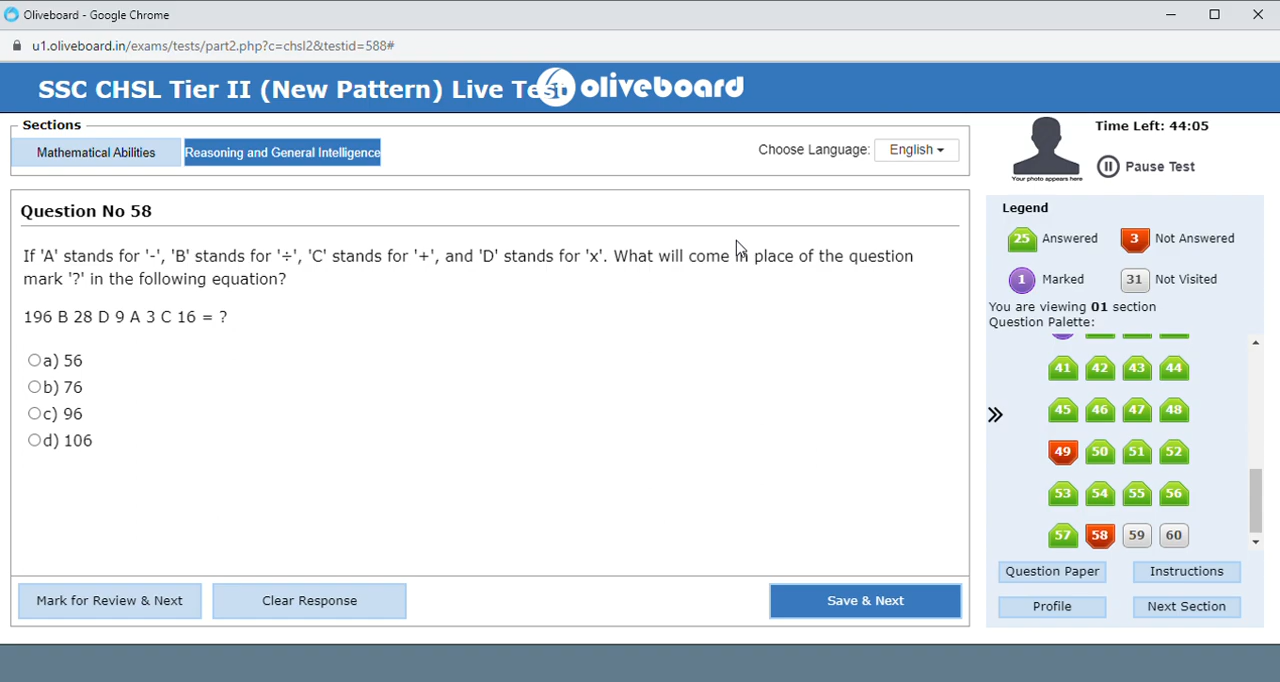 Oliveboard - Google Chrome
u1.oliveboard.in/exams/tests/part2.php?c=chsl2&testid=588#
SSC CHSL Tier II (New Pattern) Live Test
oliveboard
Sections
Mathematical Abilities
Reasoning and General Intelligence
Choose Language:
English
Your photo appears here
Time Left: 44:05
Pause Test
Question No 58
If 'A' stands for '-', 'B' stands for '÷', 'C' stands for '+', and 'D' stands for 'x'. What will come in place of the question
mark '?' in the following equation?
196 B 28 D 9 A 3 C 16 = ?
a) 56
b) 76
c) 96
d) 106
Mark for Review & Next
Clear Response
Save & Next
Legend
25 Answered
3 Not Answered
1 Marked
31 Not Visited
You are viewing 01 section
Question Palette:
41 42 43 44
45 46 47 48
49 50 51 52
53 54 55 56
57 58 59 60
Question Paper
Instructions
Profile
Next Section